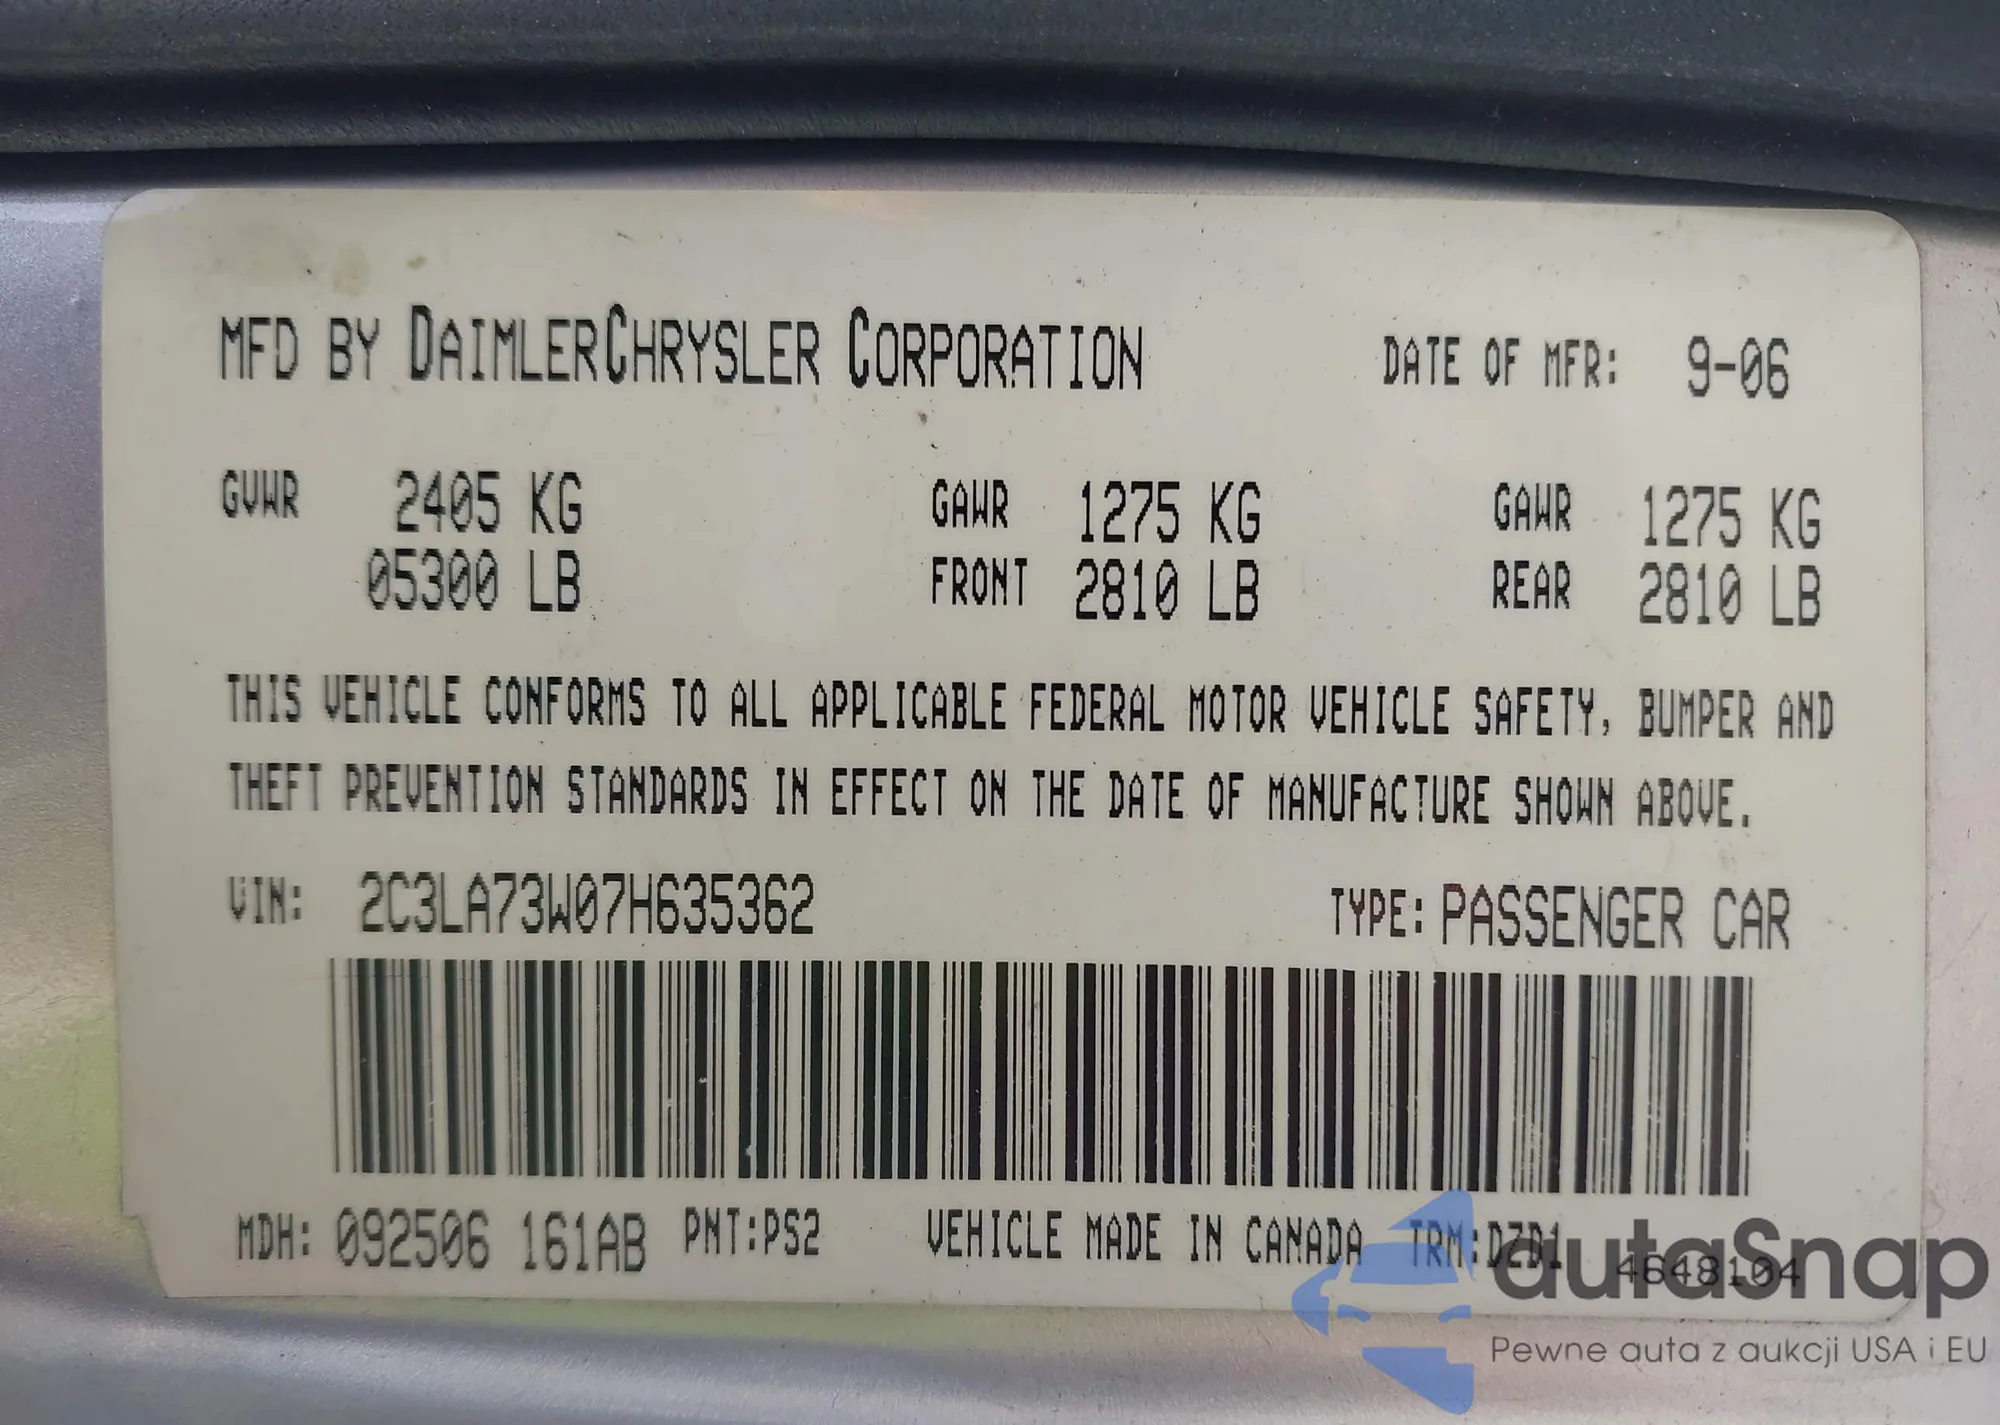 MFD BY DAIMLERCHRYSLER CORPORATION DATE OF MFR: 9-06
GVWR 2405 KG GAWR 1275 KG GAWR 1275 KG
05300 LB FRONT 2810 LB REAR 2810 LB
THIS VEHICLE CONFORMS TO ALL APPLICABLE FEDERAL MOTOR VEHICLE SAFETY, BUMPER AND
THEFT PREVENTION STANDARDS IN EFFECT ON THE DATE OF MANUFACTURE SHOWN ABOVE.
VIN: 2C3LA73W07H635362 TYPE: PASSENGER CAR
MDH: 092506 161AB PNT:PS2 VEHICLE MADE IN CANADA TRM:DZD1
4648104
autaSnap
Pewne auta z aukcji USA i EU